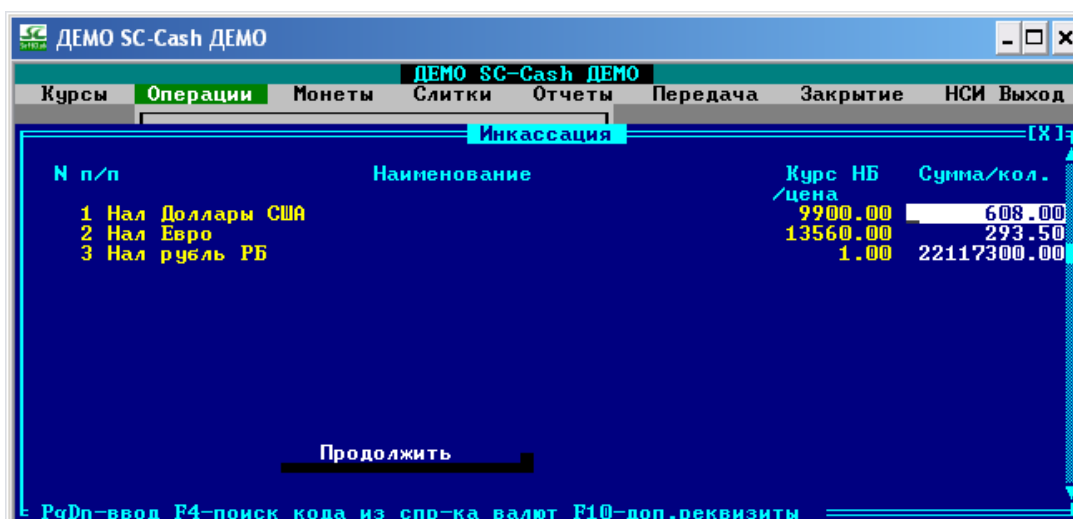 ДЕМО SC-Cash ДЕМО
ДЕМО SC-Cash ДЕМО
Курсы Операции Монеты Слитки Отчеты Передача Закрытие НСИ Выход
Инкассация [X]
N п/п Наименование Курс НБ Сумма/кол.
/цена
1 Нал Доллары США 9900.00 608.00
2 Нал Евро 13560.00 293.50
3 Нал рубль РБ 1.00 22117300.00
Продолжить
PgDn-ввод F4-поиск кода из спр-ка валют F10-доп.реквизиты